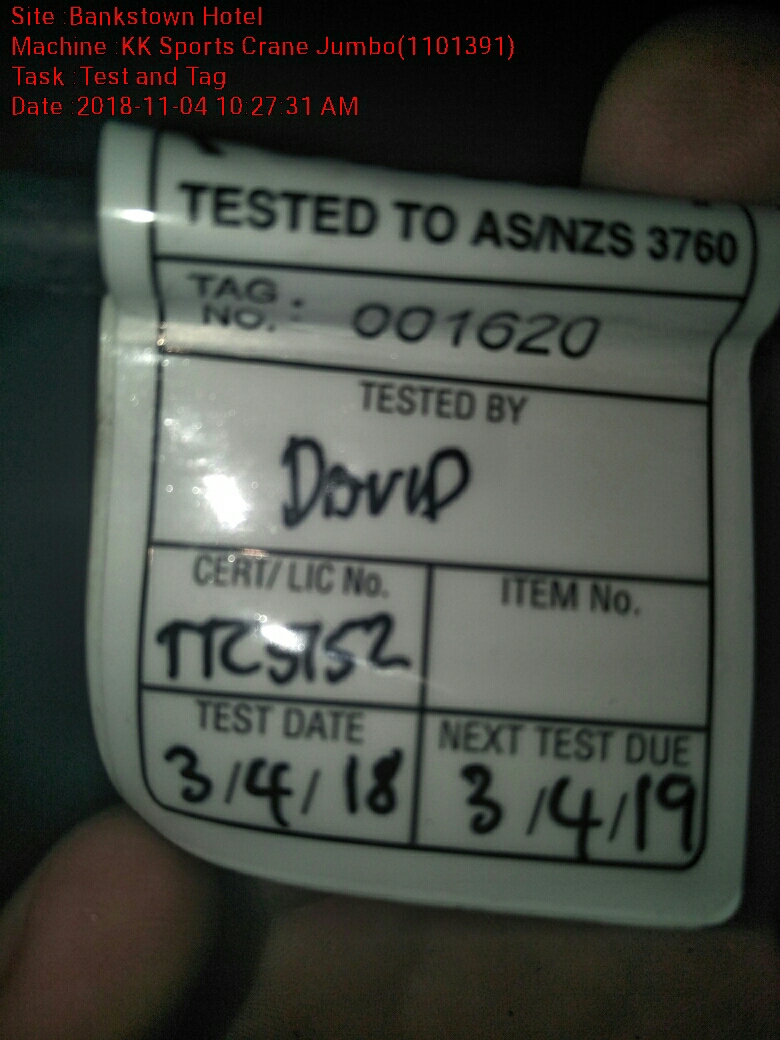 Site :Bankstown Hotel
Machine :KK Sports Crane Jumbo(1101391)
Task :Test and Tag
Date :2018-11-04 10:27:31 AM
TESTED TO AS/NZS 3760
TAG NO. : 001620
TESTED BY
DAVID
CERT/ LIC No.
ITEM No.
TEST DATE
NEXT TEST DUE
3/4/18
3/4/19